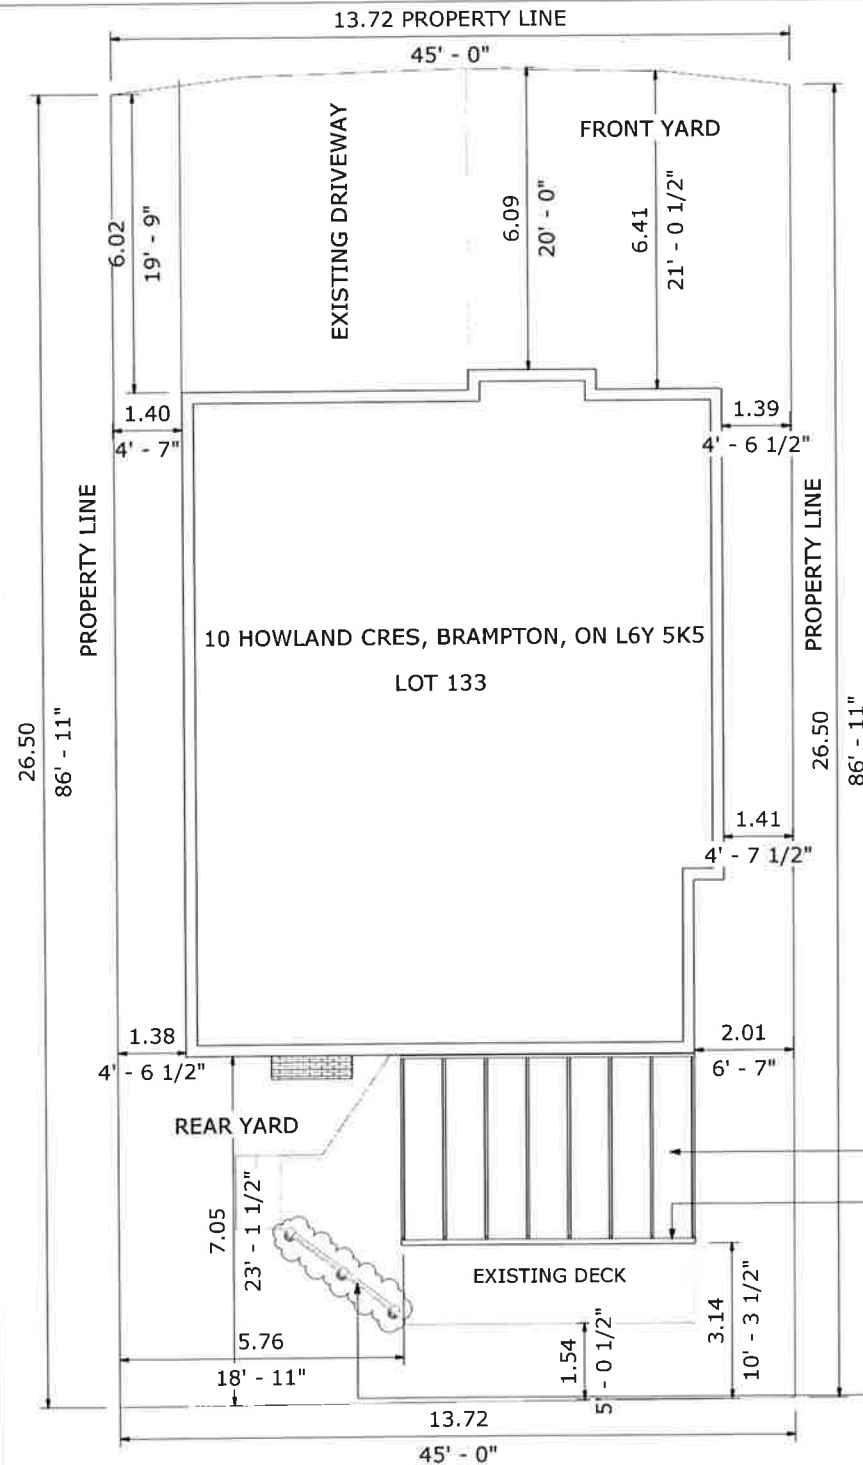 13.72 PROPERTY LINE
45' - 0"
FRONT YARD
EXISTING DRIVEWAY
6.02
19' - 9"
6.09
20' - 0"
6.41
21' - 0 1/2"
1.40
4' - 7"
1.39
4' - 6 1/2"
PROPERTY LINE
PROPERTY LINE
10 HOWLAND CRES, BRAMPTON, ON L6Y 5K5
LOT 133
26.50
86' - 11"
26.50
86' - 11"
1.41
4' - 7 1/2"
1.38
4' - 6 1/2"
2.01
6' - 7"
REAR YARD
7.05
23' - 1 1/2"
EXISTING DECK
3.14
10' - 3 1/2"
1.54
5' - 0 1/2"
5.76
18' - 11"
13.72
45' - 0"